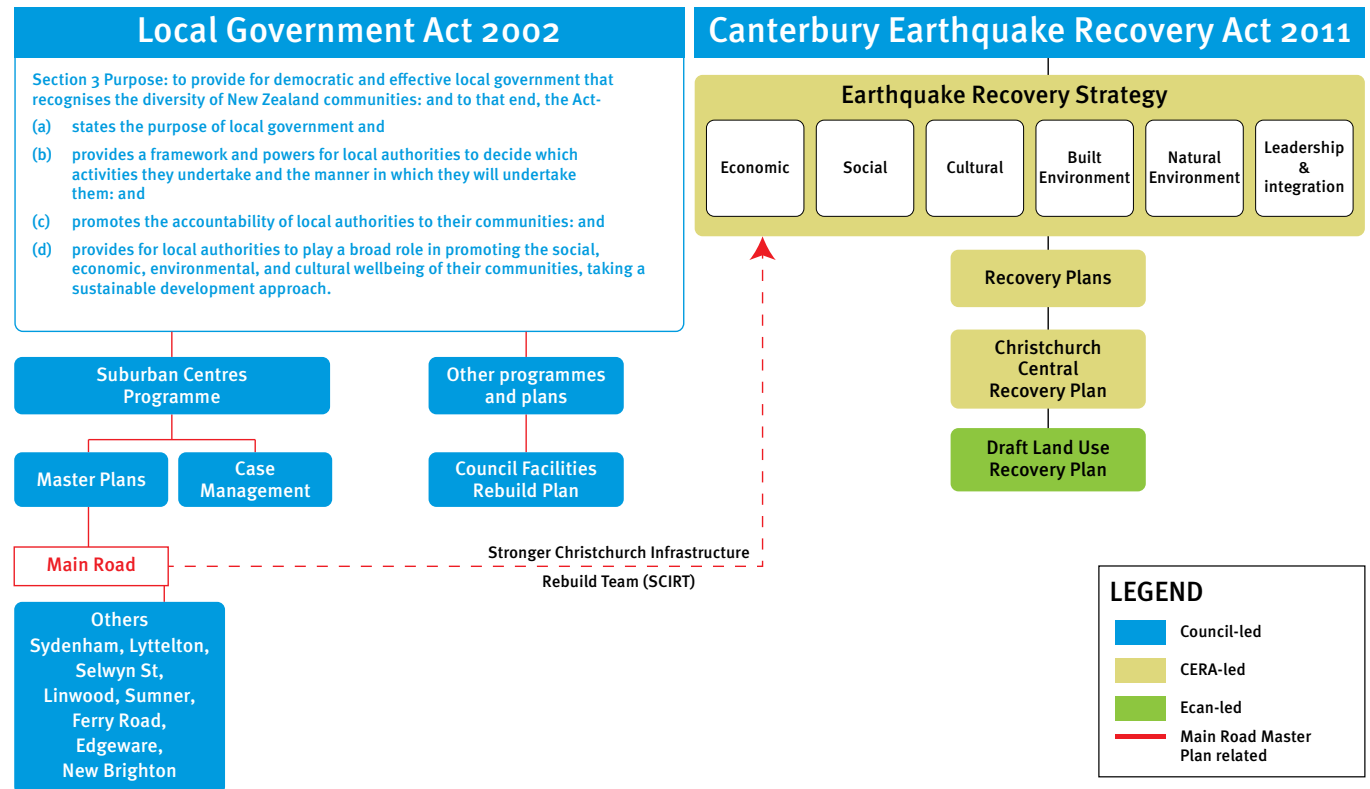 Local Government Act 2002
Section 3 Purpose: to provide for democratic and effective local government that
recognises the diversity of New Zealand communities: and to that end, the Act-
(a) states the purpose of local government and
(b) provides a framework and powers for local authorities to decide which
activities they undertake and the manner in which they will undertake
them: and
(c) promotes the accountability of local authorities to their communities: and
(d) provides for local authorities to play a broad role in promoting the social,
economic, environmental, and cultural wellbeing of their communities, taking a
sustainable development approach.
Suburban Centres
Programme
Other programmes
and plans
Master Plans
Case
Management
Council Facilities
Rebuild Plan
Main Road
Stronger Christchurch Infrastructure
Rebuild Team (SCIRT)
Others
Sydenham, Lyttelton,
Selwyn St,
Linwood, Sumner,
Ferry Road,
Edgeware,
New Brighton
Canterbury Earthquake Recovery Act 2011
Earthquake Recovery Strategy
Economic
Social
Cultural
Built
Environment
Natural
Environment
Leadership
&
integration
Recovery Plans
Christchurch
Central
Recovery Plan
Draft Land Use
Recovery Plan
LEGEND
Council-led
CERA-led
Ecan-led
Main Road Master
Plan related